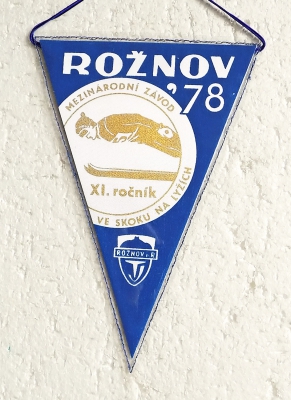 ROŽNOV
'78
MEZINÁRODNÍ ZÁVOD
XI. ročník
VE SKOKU NA LYŽÍCH
ROŽNOV p.R.